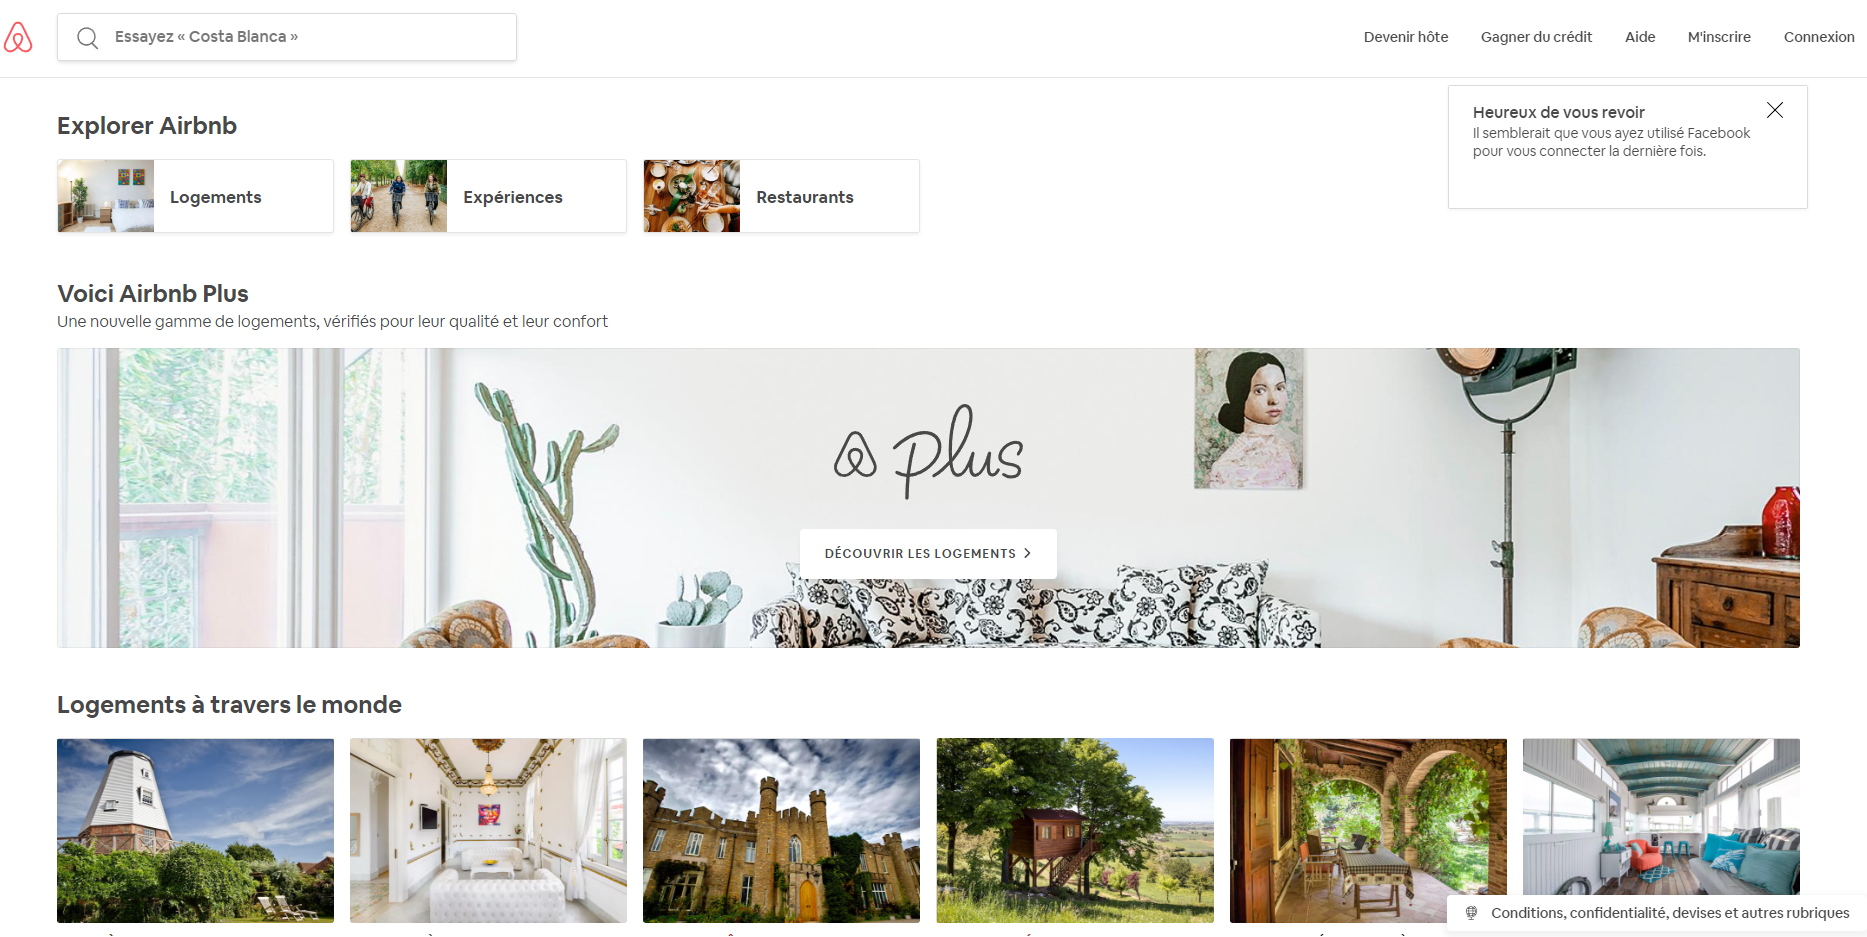 Essayez « Costa Blanca »
Devenir hôte
Gagner du crédit
Aide
M'inscrire
Connexion
Heureux de vous revoir
Il semblerait que vous ayez utilisé Facebook
pour vous connecter la dernière fois.
Explorer Airbnb
Logements
Expériences
Restaurants
Voici Airbnb Plus
Une nouvelle gamme de logements, vérifiés pour leur qualité et leur confort
plus
DÉCOUVRIR LES LOGEMENTS
Logements à travers le monde
Conditions, confidentialité, devises et autres rubriques